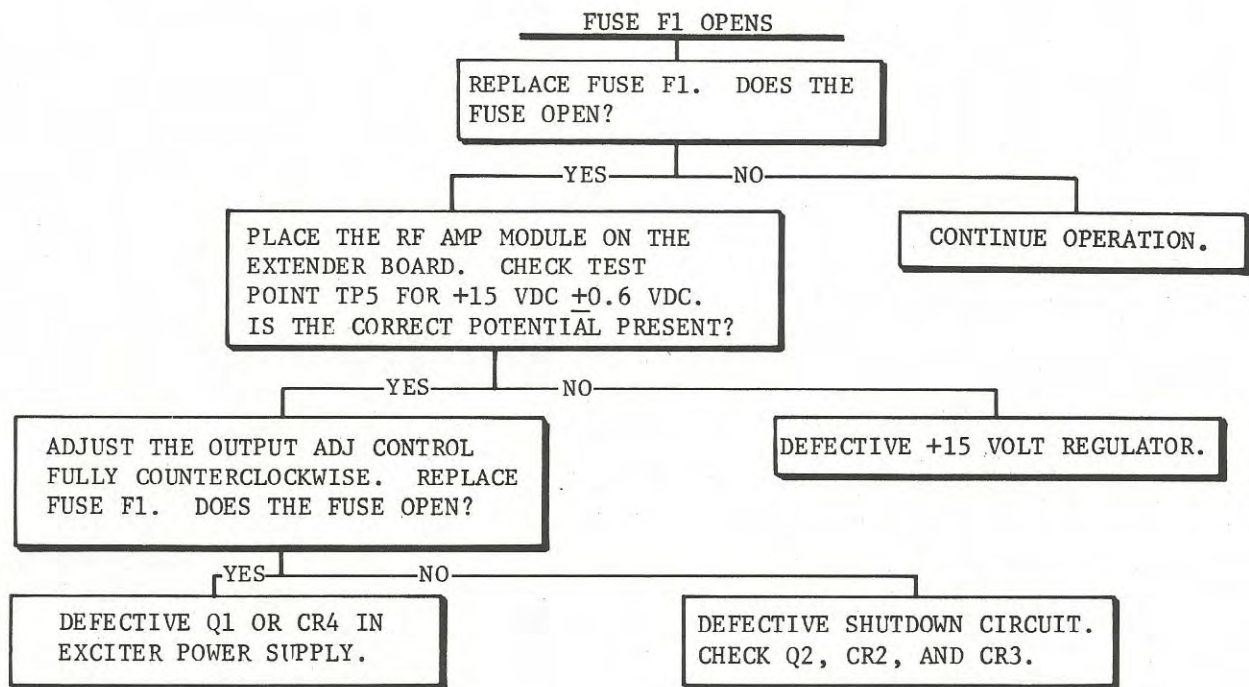 FUSE F1 OPENS
REPLACE FUSE F1. DOES THE
FUSE OPEN?
YES NO
PLACE THE RF AMP MODULE ON THE
EXTENDER BOARD. CHECK TEST
POINT TP5 FOR +15 VDC ±0.6 VDC.
IS THE CORRECT POTENTIAL PRESENT?
CONTINUE OPERATION.
YES NO
ADJUST THE OUTPUT ADJ CONTROL
FULLY COUNTERCLOCKWISE. REPLACE
FUSE F1. DOES THE FUSE OPEN?
DEFECTIVE +15 VOLT REGULATOR.
YES NO
DEFECTIVE Q1 OR CR4 IN
EXCITER POWER SUPPLY.
DEFECTIVE SHUTDOWN CIRCUIT.
CHECK Q2, CR2, AND CR3.